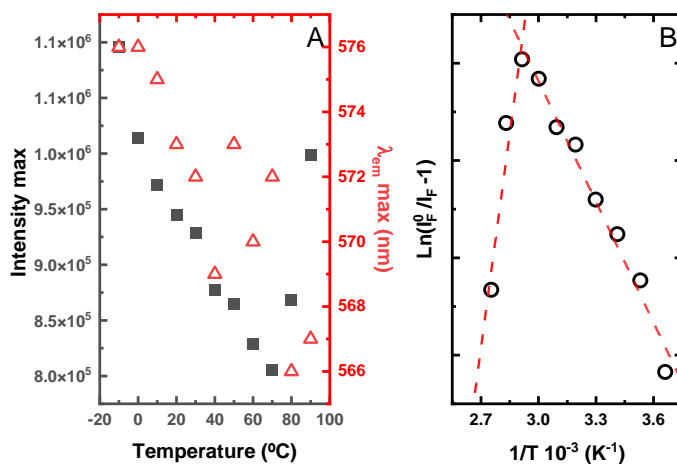 A
1.1×10⁶
1.1×10⁶
1.0×10⁶
9.5×10⁵
9.0×10⁵
8.5×10⁵
8.0×10⁵
Intensity max
576
574
572
570
568
566
λem max (nm)
-20 0 20 40 60 80 100
Temperature (ºC)
B
Ln(I⁰F/IF -1)
2.7 3.0 3.3 3.6
1/T 10⁻³ (K⁻¹)